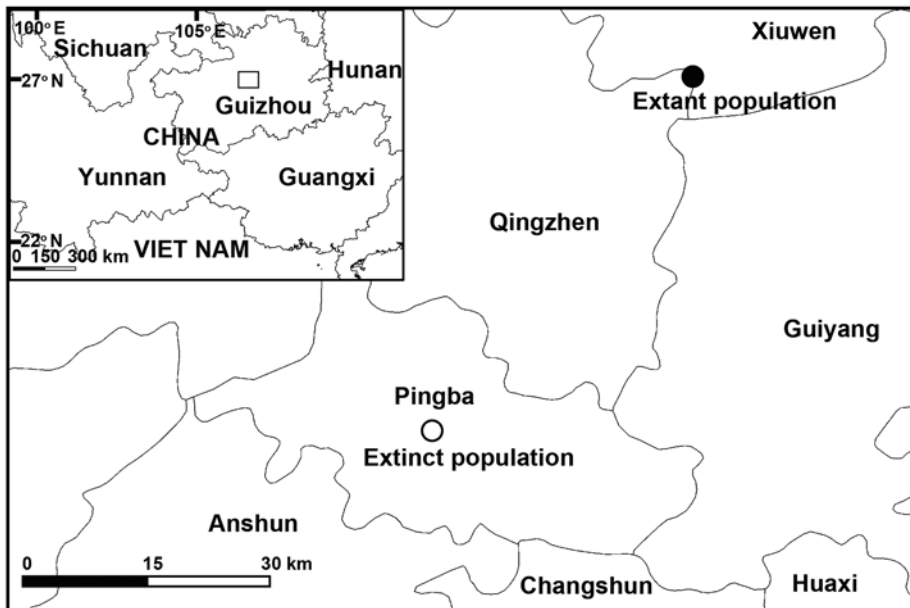 100° E
105° E
Sichuan
Hunan
27° N
Guizhou
CHINA
Yunnan
Guangxi
22° N
VIET NAM
0 150 300 km
Xiuwen
Extant population
Qingzhen
Guiyang
Pingba
Extinct population
Anshun
0 15 30 km
Changshun
Huaxi